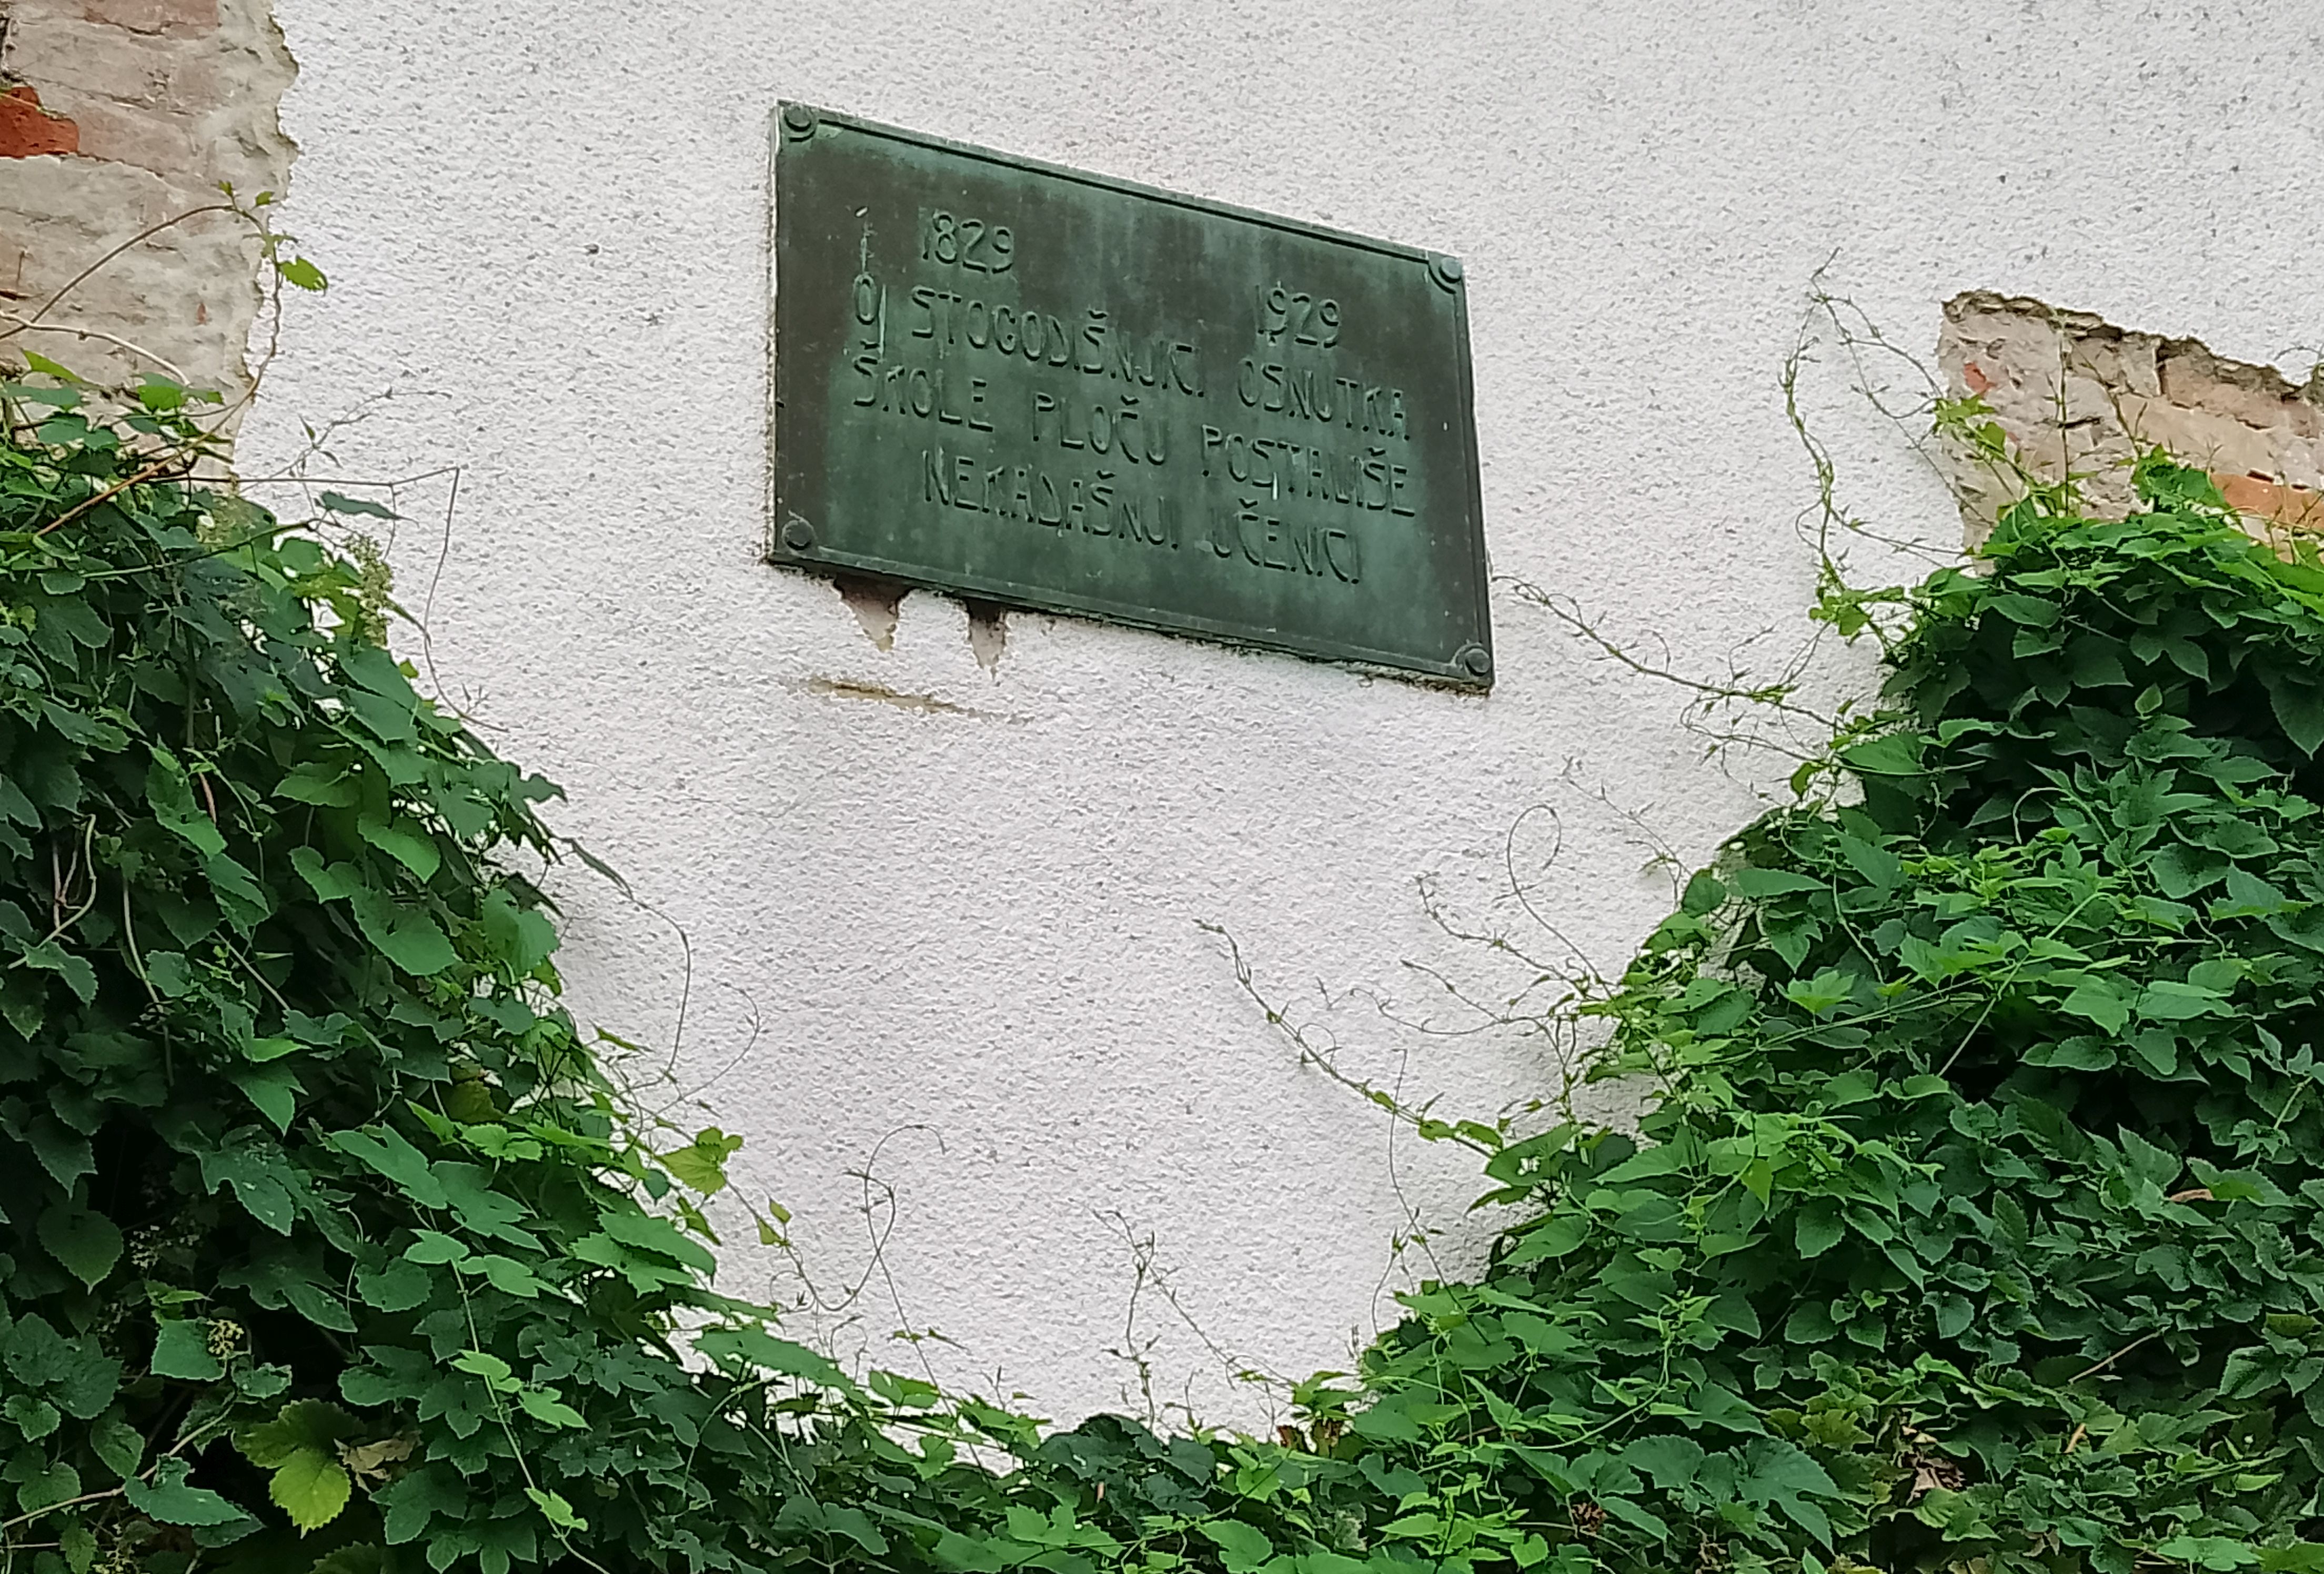 1829 1929
O STOGODIŠNJICI OSNUTKA
ŠKOLE PLOČU POSTAVIŠE
NEKADAŠNJI UČENICI